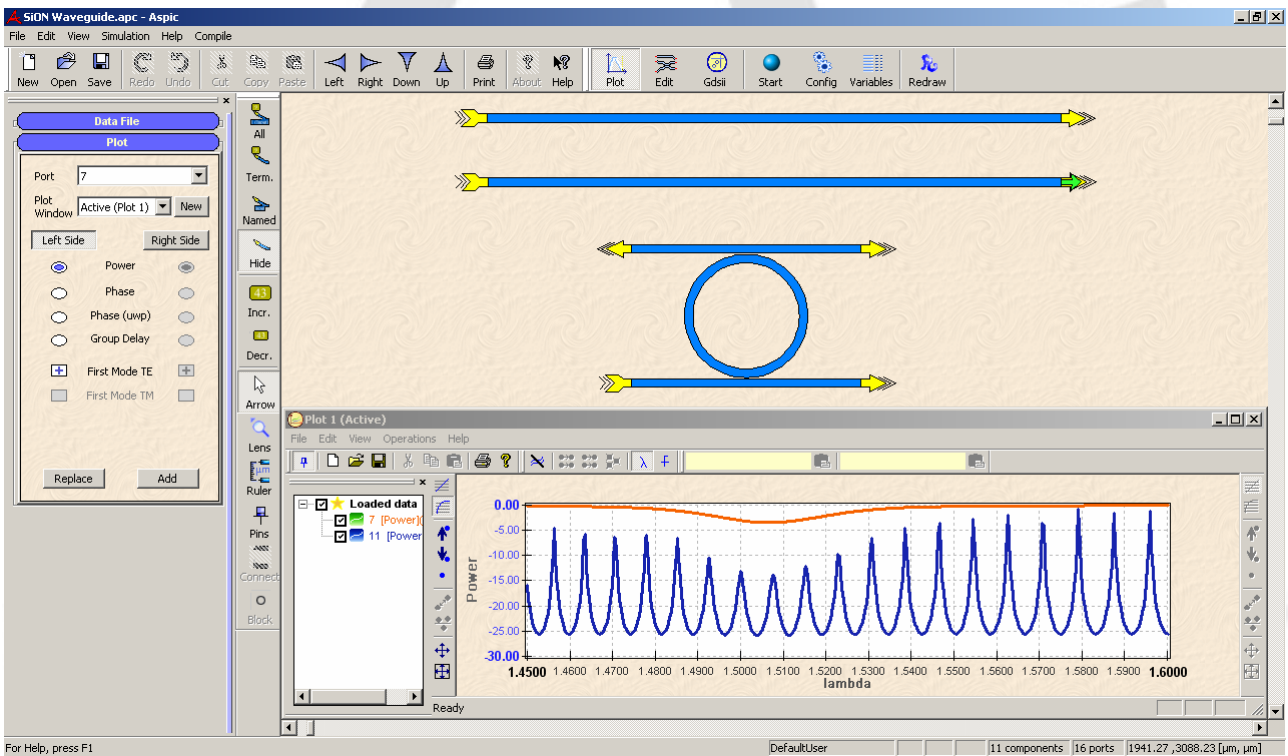 SiON Waveguide.apc - Aspic
File Edit View Simulation Help Compile
New Open Save Redo Undo Cut Copy Paste Left Right Down Up Print About Help Plot Edit Gdsii Start Config Variables Redraw
Data File
Plot
Port 7
Plot Window Active (Plot 1) New
Left Side Right Side
Power
Phase
Phase (uwp)
Group Delay
First Mode TE
First Mode TM
Replace Add
All
Term.
Named
Hide
43
Incr.
43
Decr.
Arrow
Lens
µm
Ruler
Pins
Connect
Block
Plot 1 (Active)
File Edit View Operations Help
λ F
Loaded data
7 [Power](
11 [Power
Power
0.00
-5.00
-10.00
-15.00
-20.00
-25.00
-30.00
1.4500 1.4600 1.4700 1.4800 1.4900 1.5000 1.5100 1.5200 1.5300 1.5400 1.5500 1.5600 1.5700 1.5800 1.5900 1.6000
lambda
Ready
For Help, press F1 DefaultUser 11 components 16 ports 1941.27 ,3088.23 [µm, µm]